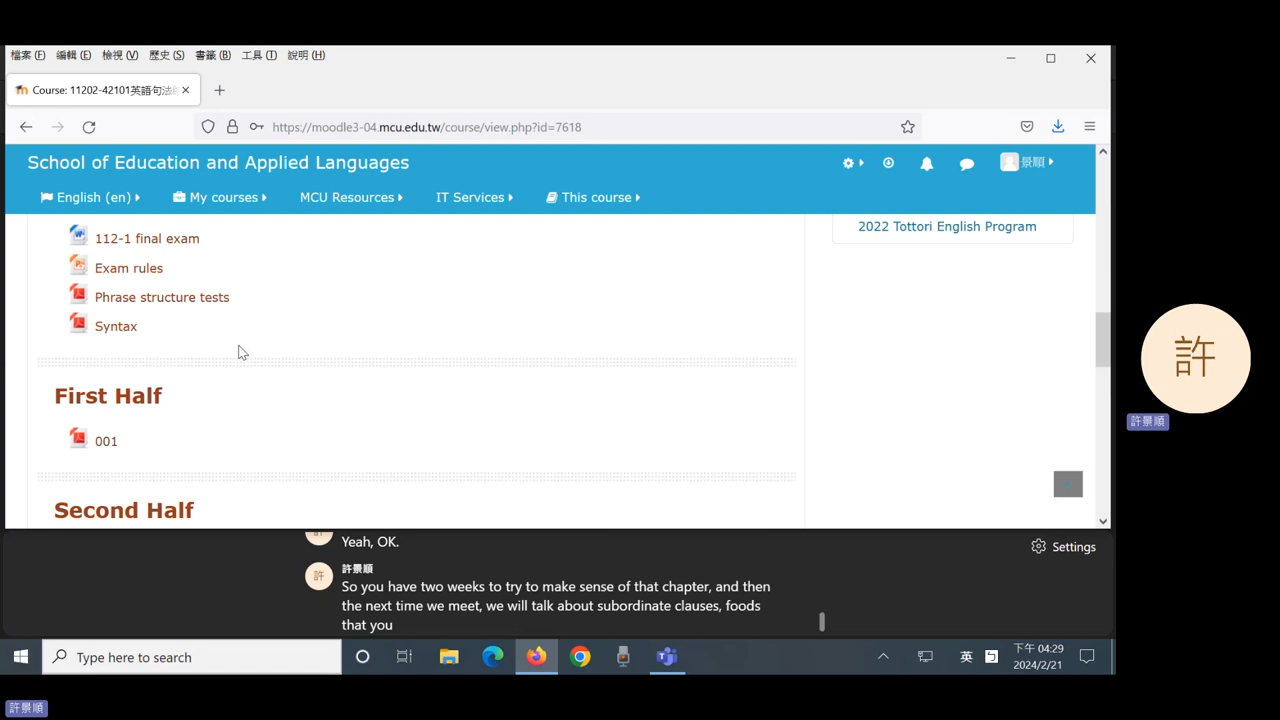 檔案 (F) 編輯 (E) 檢視 (V) 歷史 (S) 書籤 (B) 工具 (T) 說明 (H)
Course: 11202-42101英語句法
https://moodle3-04.mcu.edu.tw/course/view.php?id=7618
School of Education and Applied Languages
景順
English (en) My courses MCU Resources IT Services This course
2022 Tottori English Program
112-1 final exam
Exam rules
Phrase structure tests
Syntax
First Half
001
Second Half
許
許景順
Yeah, OK.
Settings
許景順
許
So you have two weeks to try to make sense of that chapter, and then
the next time we meet, we will talk about subordinate clauses, foods
that you
Type here to search
英
下午 04:29
2024/2/21
許景順